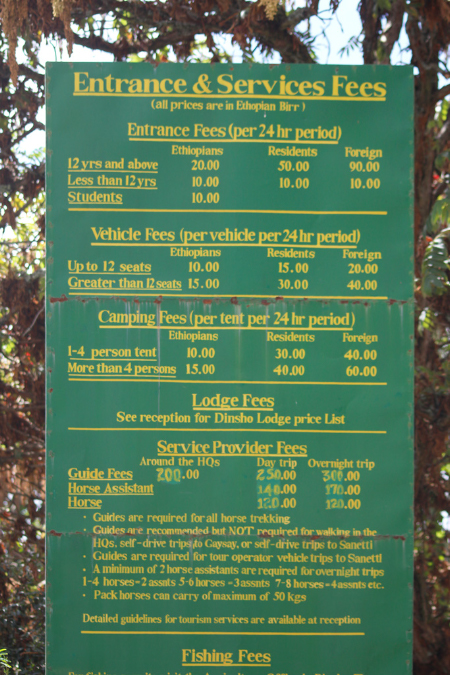 Entrance & Services Fees
(all prices are in Ethopian Birr)
Entrance Fees (per 24 hr period)
Ethiopians Residents Foreign
12 yrs and above 20.00 50.00 90.00
Less than 12 yrs 10.00 10.00 10.00
Students 10.00
Vehicle Fees (per vehicle per 24 hr period)
Ethiopians Residents Foreign
Up to 12 seats 10.00 15.00 20.00
Greater than 12 seats 15.00 30.00 40.00
Camping Fees (per tent per 24 hr period)
Ethiopians Residents Foreign
1-4 person tent 10.00 30.00 40.00
More than 4 persons 15.00 40.00 60.00
Lodge Fees
See reception for Dinsho Lodge price List
Service Provider Fees
Around the HQs Day trip Overnight trip
Guide Fees 200.00 250.00 300.00
Horse Assistant 140.00 170.00
Horse 120.00 120.00
• Guides are required for all horse trekking
• Guides are recommended but NOT required for walking in the
HQs, self-drive trips to Caysay, or self-drive trips to Sanetti
• Guides are required for tour operator vehicle trips to Sanetti
• A minimum of 2 horse assistants are required for overnight trips
1-4 horses-2 assnts 5-6 horses-3 assnts 7-8 horses-4 assnts etc.
• Pack horses can carry of maximum of 50 kgs
Detailed guidelines for tourism services are available at reception
Fishing Fees